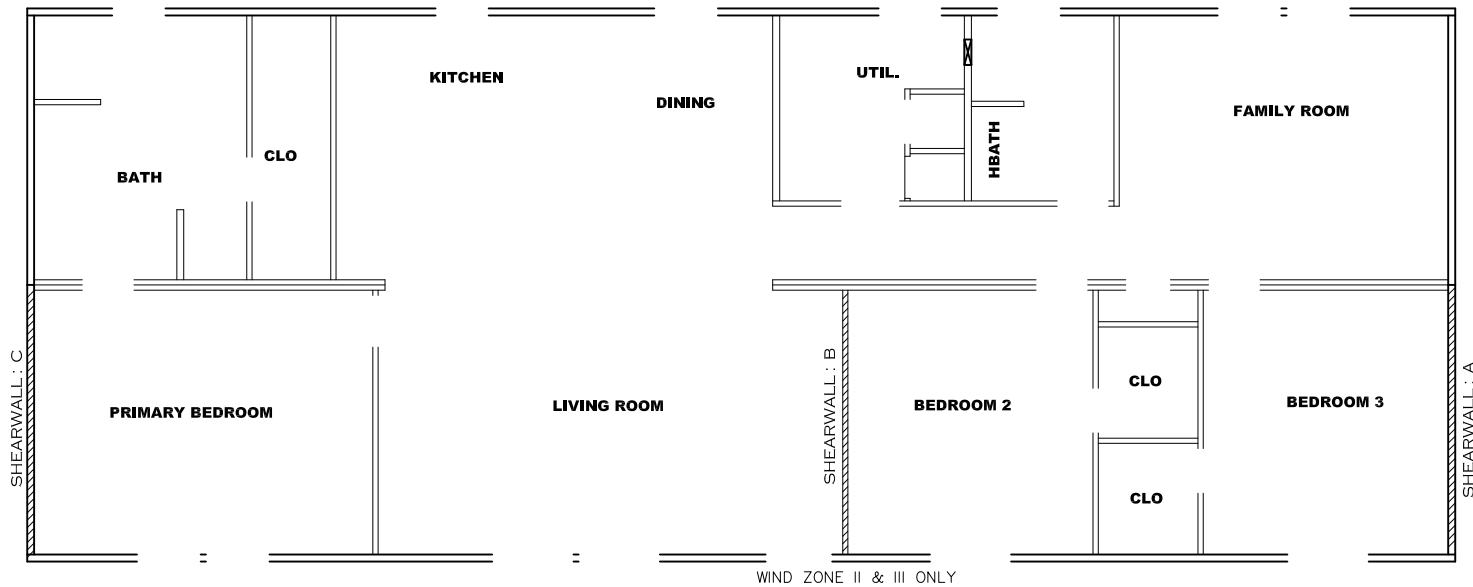 KITCHEN
UTIL.
DINING
FAMILY ROOM
HBATH
CLO
BATH
SHEARWALL : C
PRIMARY BEDROOM
LIVING ROOM
SHEARWALL : B
BEDROOM 2
CLO
BEDROOM 3
SHEARWALL : A
CLO
WIND ZONE II & III ONLY